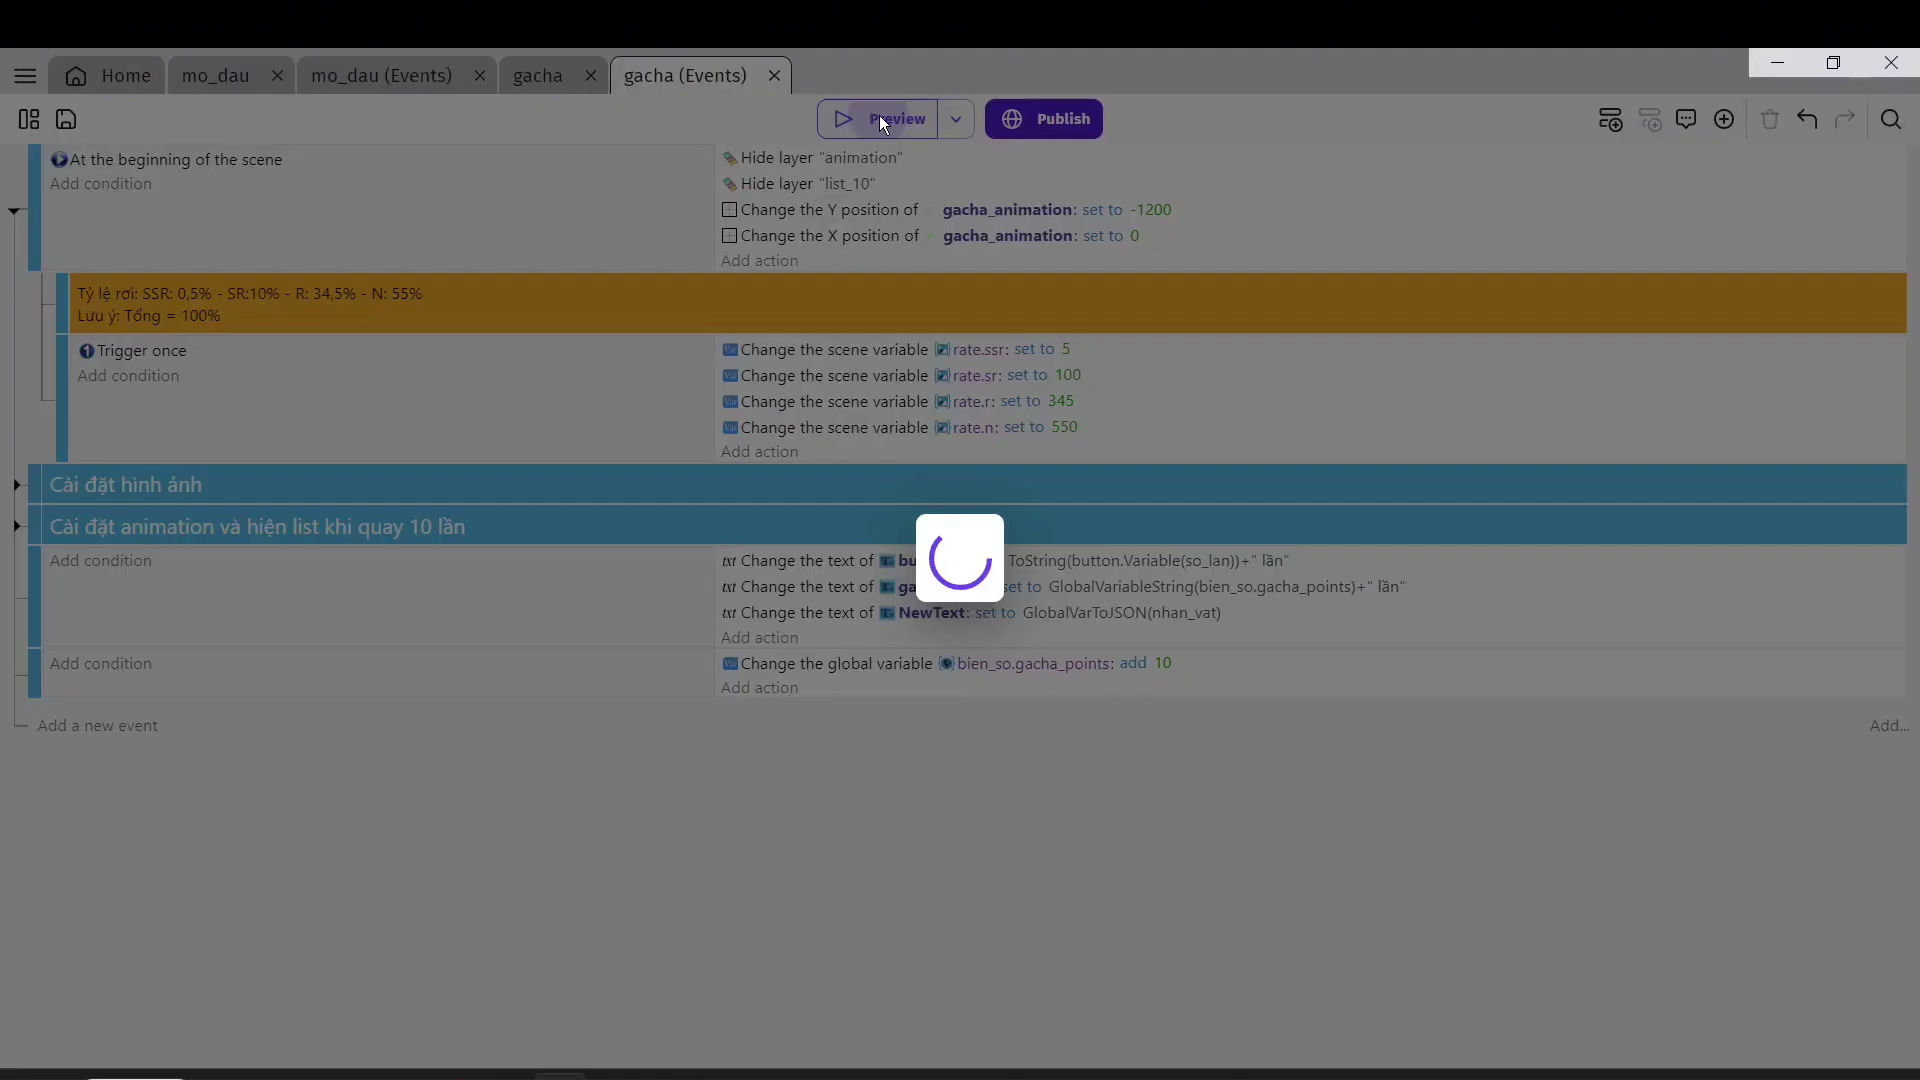 Home
mo_dau
mo_dau (Events)
gacha
gacha (Events)
Preview
Publish
At the beginning of the scene
Add condition
Hide layer "animation"
Hide layer "list_10"
Change the Y position of gacha_animation: set to -1200
Change the X position of gacha_animation: set to 0
Add action
Tỷ lệ rơi: SSR: 0,5% - SR:10% - R: 34,5% - N: 55%
Lưu ý: Tổng = 100%
Trigger once
Add condition
Change the scene variable rate.ssr: set to 5
Change the scene variable rate.sr: set to 100
Change the scene variable rate.r: set to 345
Change the scene variable rate.n: set to 550
Add action
Cài đặt hình ảnh
Cài đặt animation và hiện list khi quay 10 lần
Add condition
Change the text of bu ToString(button.Variable(so_lan))+" lần"
Change the text of ga set to GlobalVariableString(bien_so.gacha_points)+" lần"
Change the text of NewText: set to GlobalVarToJSON(nhan_vat)
Add action
Add condition
Change the global variable bien_so.gacha_points: add 10
Add action
Add a new event
Add...